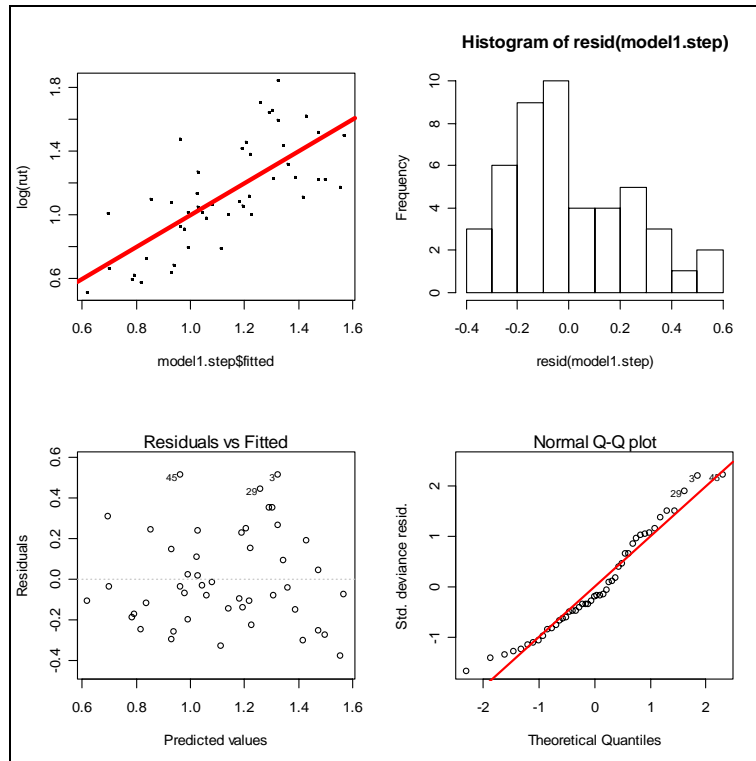 Histogram of resid(model1.step)
log(rut)
0.6 1.0 1.4 1.8
0.6 0.8 1.0 1.2 1.4 1.6
model1.step$fitted
Frequency
0 2 4 6 8 10
-0.4 -0.2 0.0 0.2 0.4 0.6
resid(model1.step)
Residuals vs Fitted
Residuals
-0.4 0.0 0.2 0.4 0.6
45
3
29
0.6 0.8 1.0 1.2 1.4 1.6
Predicted values
Normal Q-Q plot
Std. deviance resid.
-1 0 1 2
3
45
29
-2 -1 0 1 2
Theoretical Quantiles